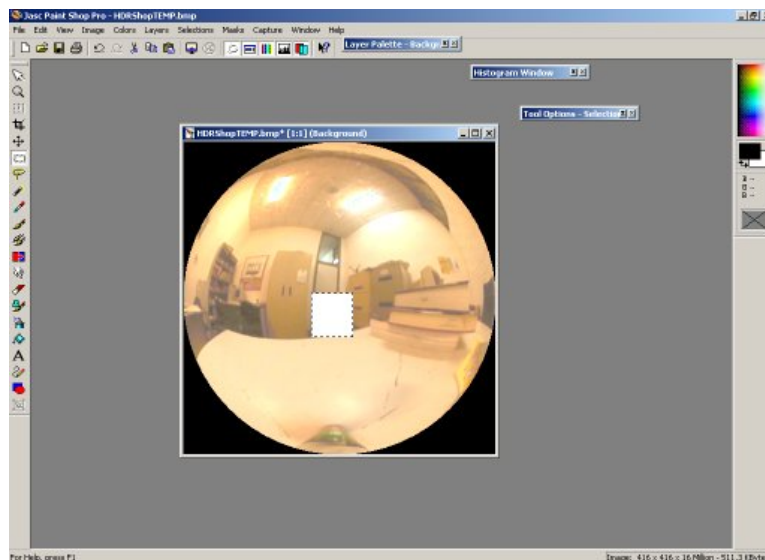 Jasc Paint Shop Pro - HDRShopTEMP.bmp
File Edit View Image Colors Layers Selections Masks Capture Window Help
Layer Palette - Backgr
Histogram Window
Tool Options - Selection
HDRShopTEMP.bmp* [1:1] (Background)
For Help, press F1
Image: 416 x 416 x 16 Million - 511.3 KByte